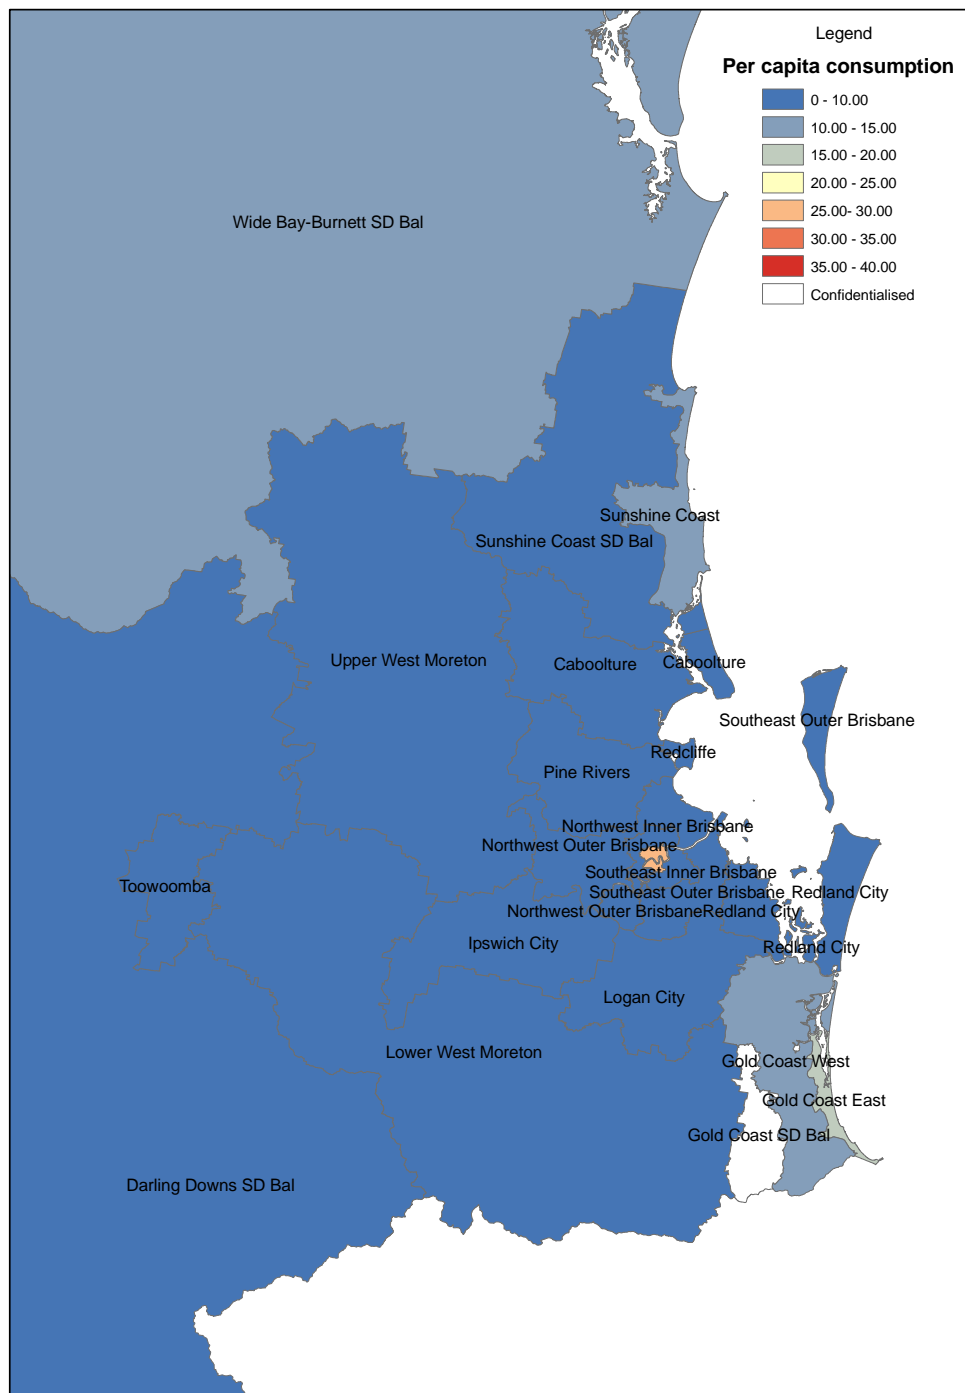 Legend
Per capita consumption
0 - 10.00
10.00 - 15.00
15.00 - 20.00
20.00 - 25.00
25.00- 30.00
30.00 - 35.00
35.00 - 40.00
Confidentialised
Wide Bay-Burnett SD Bal
Sunshine Coast
Sunshine Coast SD Bal
Upper West Moreton
Caboolture
Caboolture
Southeast Outer Brisbane
Redcliffe
Pine Rivers
Northwest Inner Brisbane
Northwest Outer Brisbane
Southeast Inner Brisbane
Toowoomba
Southeast Outer Brisbane
Redland City
Northwest Outer Brisbane
Redland City
Ipswich City
Redland City
Logan City
Lower West Moreton
Gold Coast West
Gold Coast East
Gold Coast SD Bal
Darling Downs SD Bal